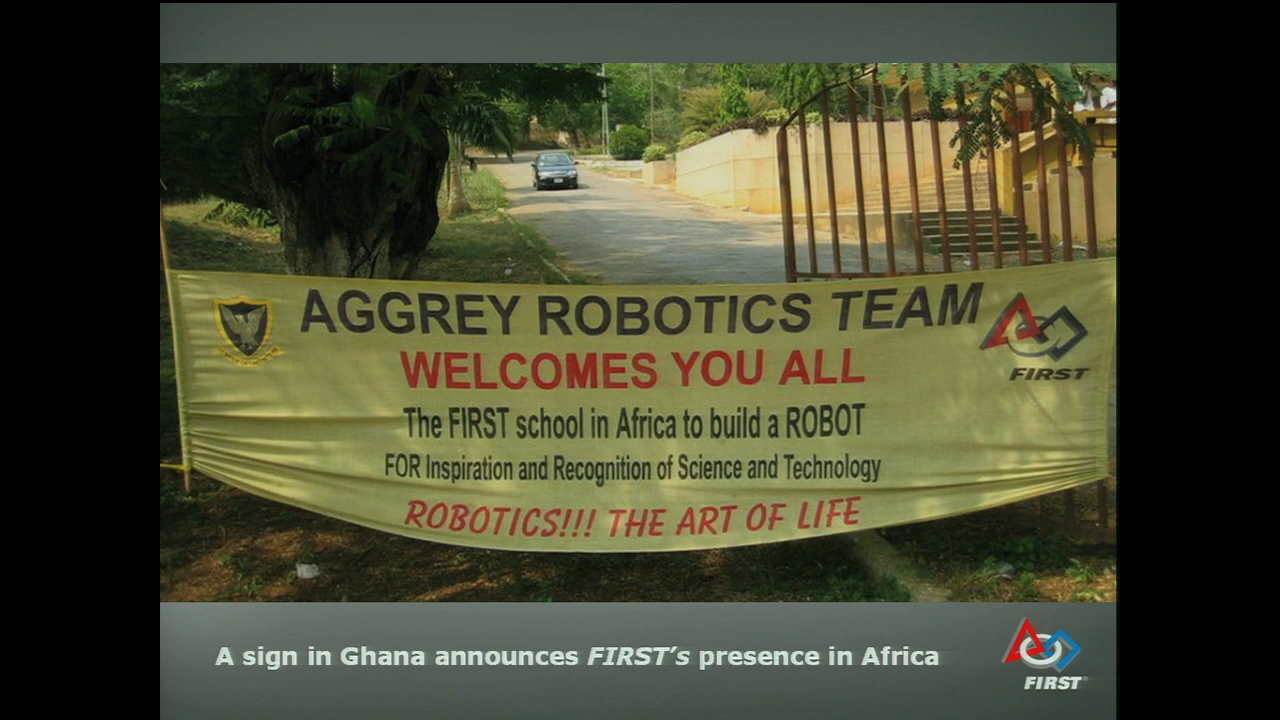 AGGREY ROBOTICS TEAM
WELCOMES YOU ALL
FIRST
The FIRST school in Africa to build a ROBOT
FOR Inspiration and Recognition of Science and Technology
ROBOTICS!!! THE ART OF LIFE
A sign in Ghana announces FIRST's presence in Africa
FIRST